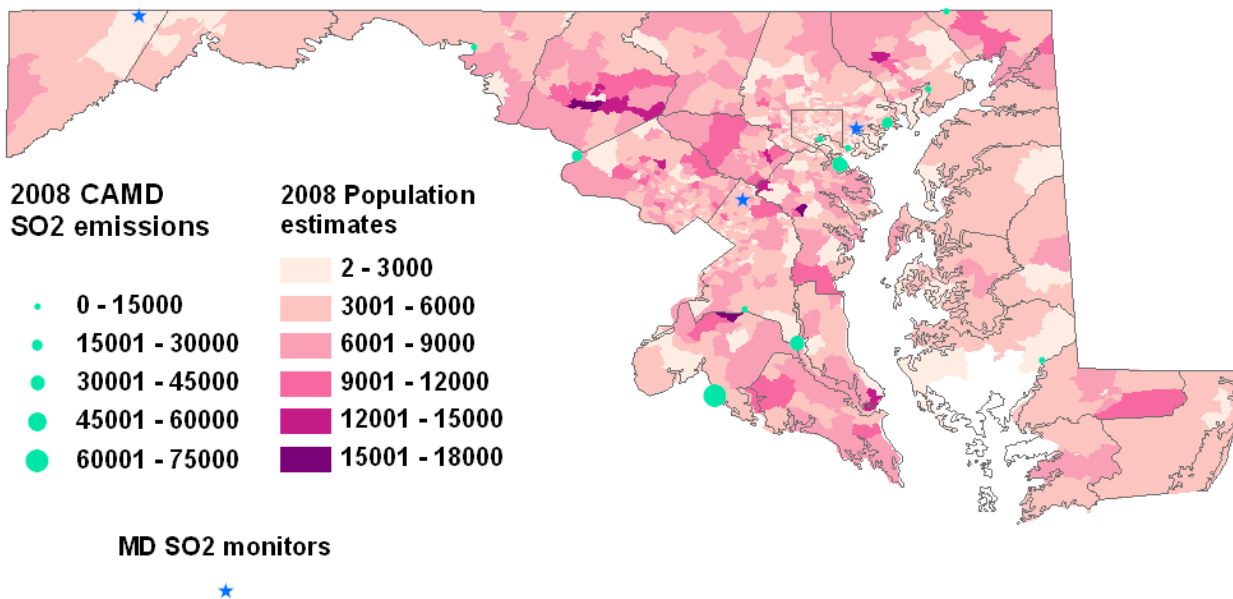 2008 CAMD
SO2 emissions
0 - 15000
15001 - 30000
30001 - 45000
45001 - 60000
60001 - 75000
2008 Population
estimates
2 - 3000
3001 - 6000
6001 - 9000
9001 - 12000
12001 - 15000
15001 - 18000
MD SO2 monitors